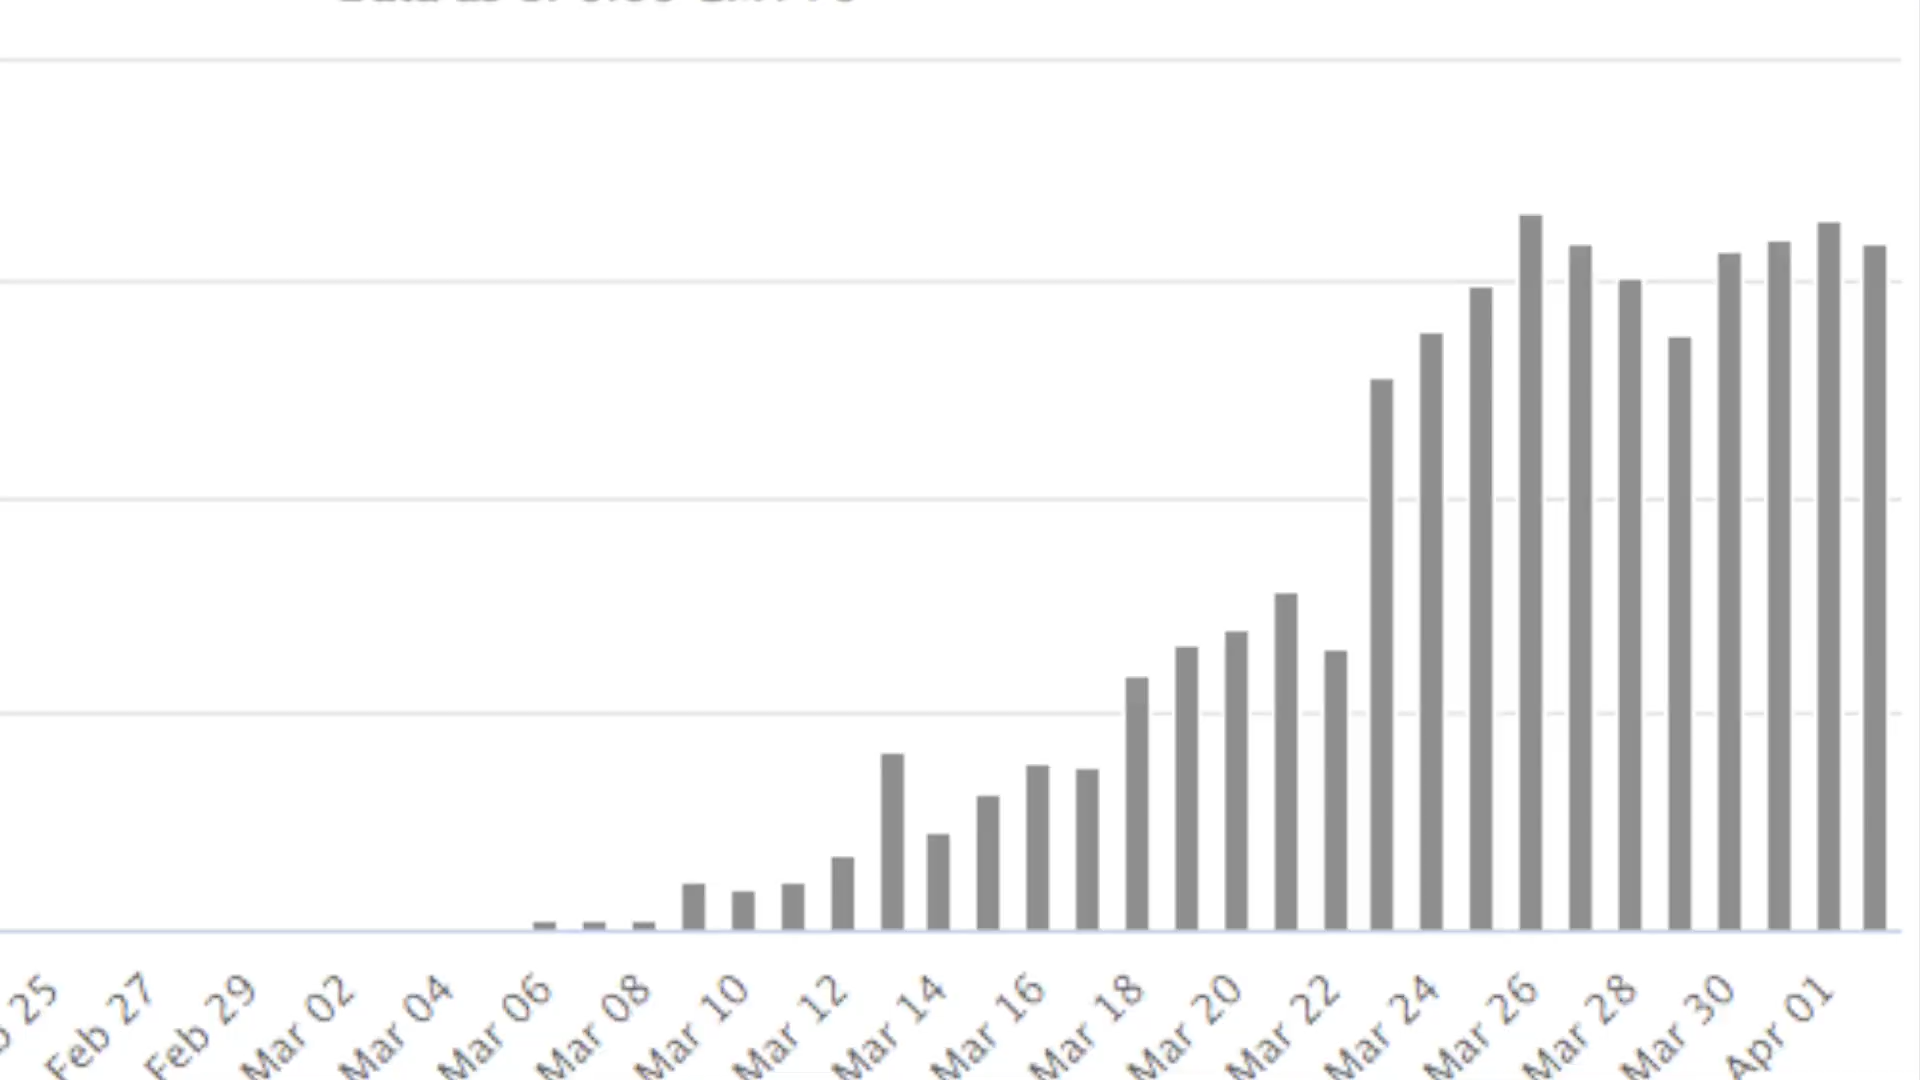 25
Feb 27
Feb 29
Mar 02
Mar 04
Mar 06
Mar 08
Mar 10
Mar 12
Mar 14
Mar 16
Mar 18
Mar 20
Mar 22
Mar 24
Mar 26
Mar 28
Mar 30
Apr 01